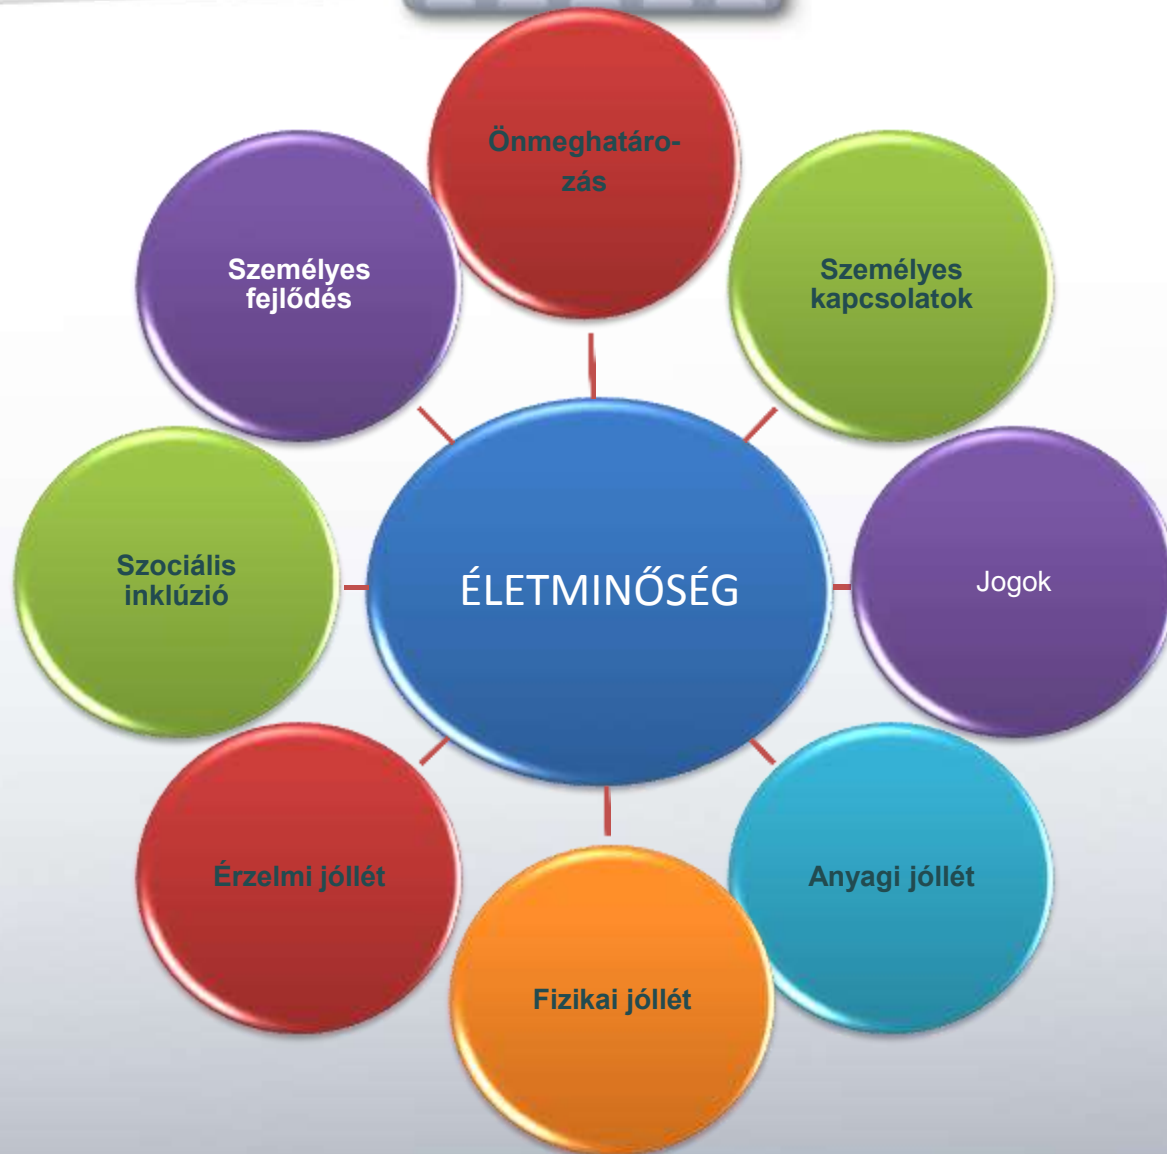 Önmeghatáro-
zás
Személyes
kapcsolatok
Jogok
Anyagi jóllét
Fizikai jóllét
Érzelmi jóllét
Szociális
inklúzió
Személyes
fejlődés
ÉLETMINŐSÉG